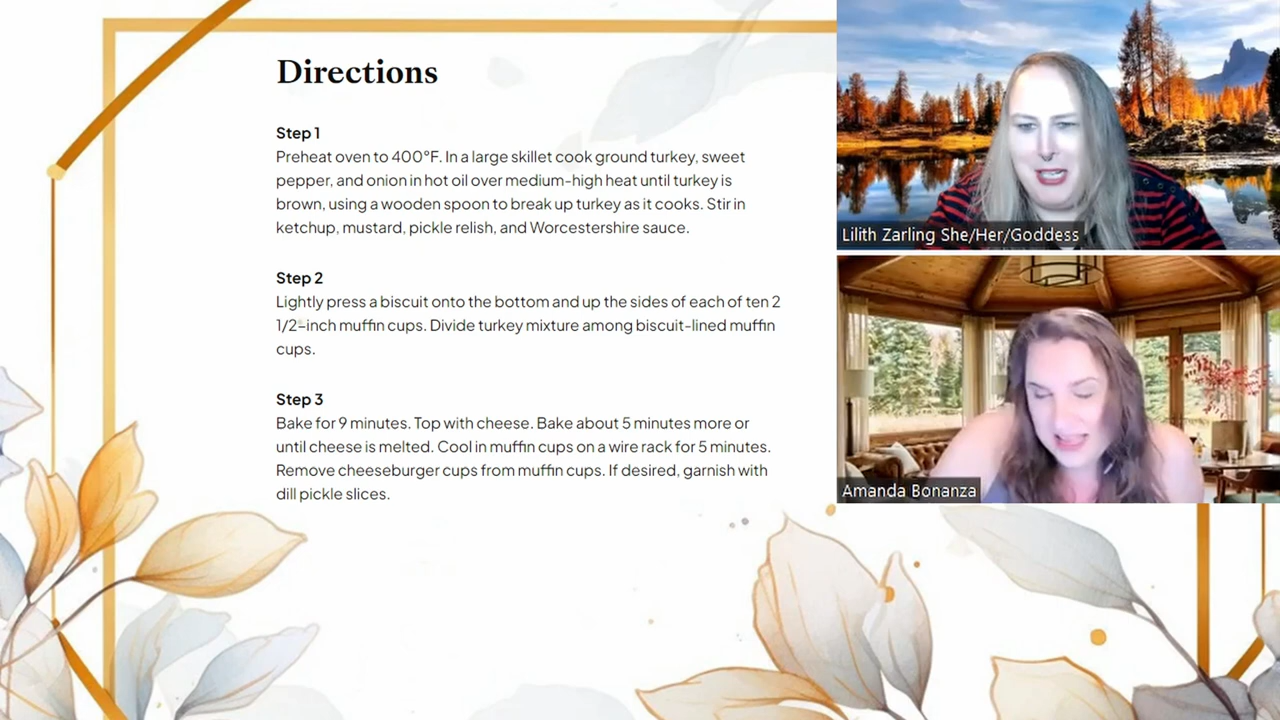 Directions
Step 1
Preheat oven to 400°F. In a large skillet cook ground turkey, sweet
pepper, and onion in hot oil over medium-high heat until turkey is
brown, using a wooden spoon to break up turkey as it cooks. Stir in
ketchup, mustard, pickle relish, and Worcestershire sauce.
Step 2
Lightly press a biscuit onto the bottom and up the sides of each of ten 2
1/2-inch muffin cups. Divide turkey mixture among biscuit-lined muffin
cups.
Step 3
Bake for 9 minutes. Top with cheese. Bake about 5 minutes more or
until cheese is melted. Cool in muffin cups on a wire rack for 5 minutes.
Remove cheeseburger cups from muffin cups. If desired, garnish with
dill pickle slices.
Lilith Zarling She/Her/Goddess
Amanda Bonanza